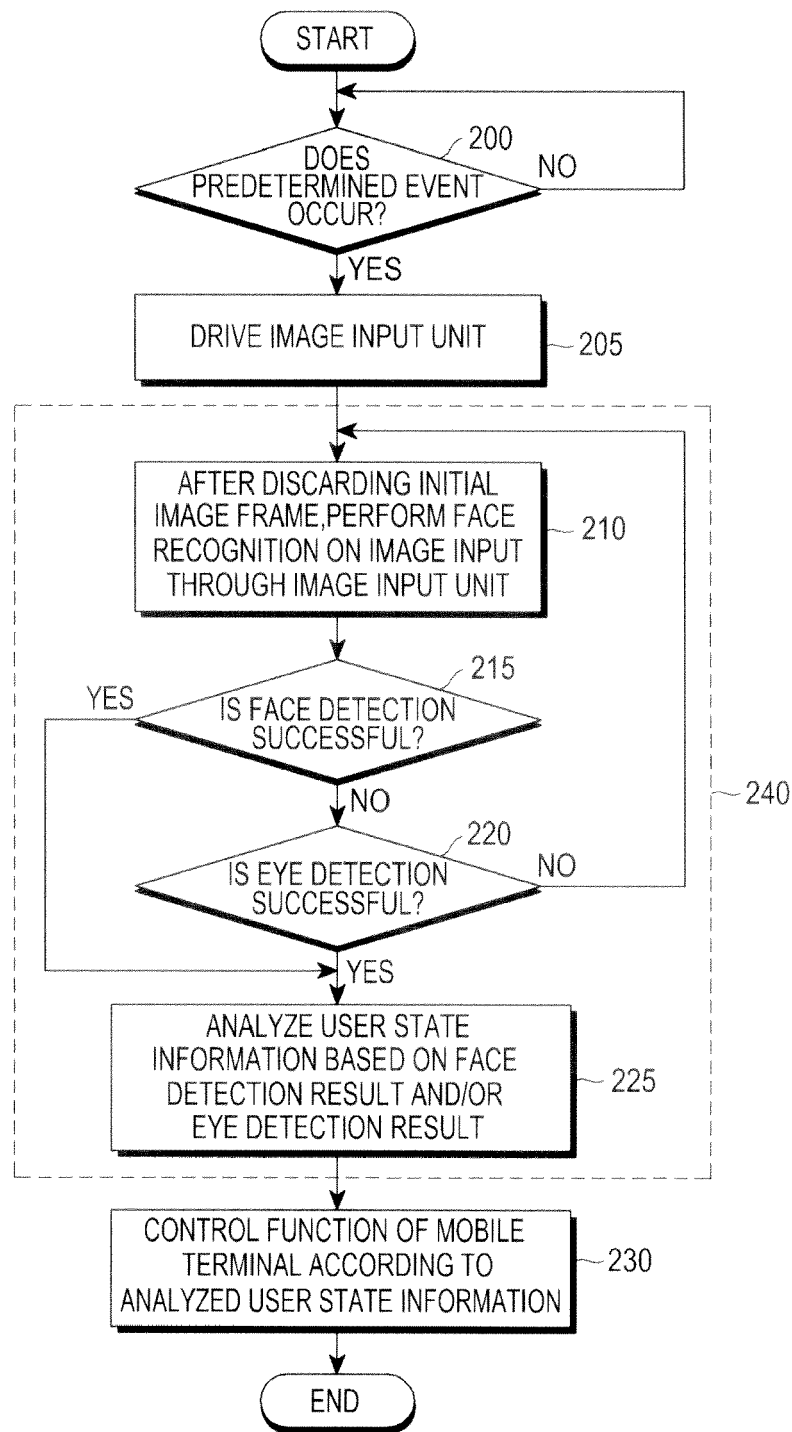 START
200
DOES
PREDETERMINED EVENT
OCCUR?
NO
YES
DRIVE IMAGE INPUT UNIT
205
AFTER DISCARDING INITIAL
IMAGE FRAME,PERFORM FACE
RECOGNITION ON IMAGE INPUT
THROUGH IMAGE INPUT UNIT
210
215
YES
IS FACE DETECTION
SUCCESSFUL?
NO
240
220
IS EYE DETECTION
SUCCESSFUL?
NO
YES
ANALYZE USER STATE
INFORMATION BASED ON FACE
DETECTION RESULT AND/OR
EYE DETECTION RESULT
225
CONTROL FUNCTION OF MOBILE
TERMINAL ACCORDING TO
ANALYZED USER STATE INFORMATION
230
END